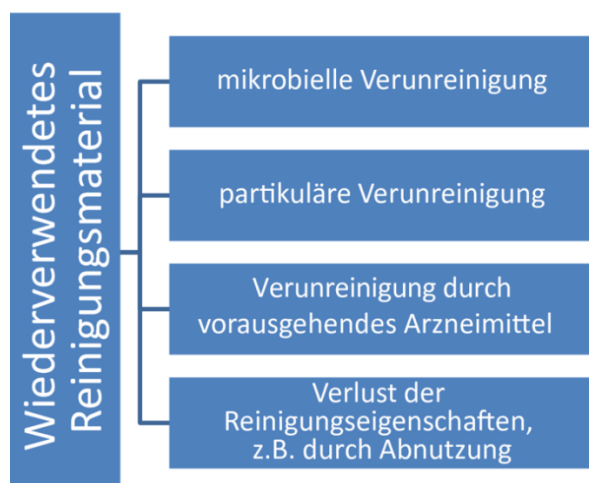 Wiederverwendetes
Reinigungsmaterial
mikrobielle Verunreinigung
partikuläre Verunreinigung
Verunreinigung durch
vorausgehendes Arzneimittel
Verlust der
Reinigungseigenschaften,
z.B. durch Abnutzung